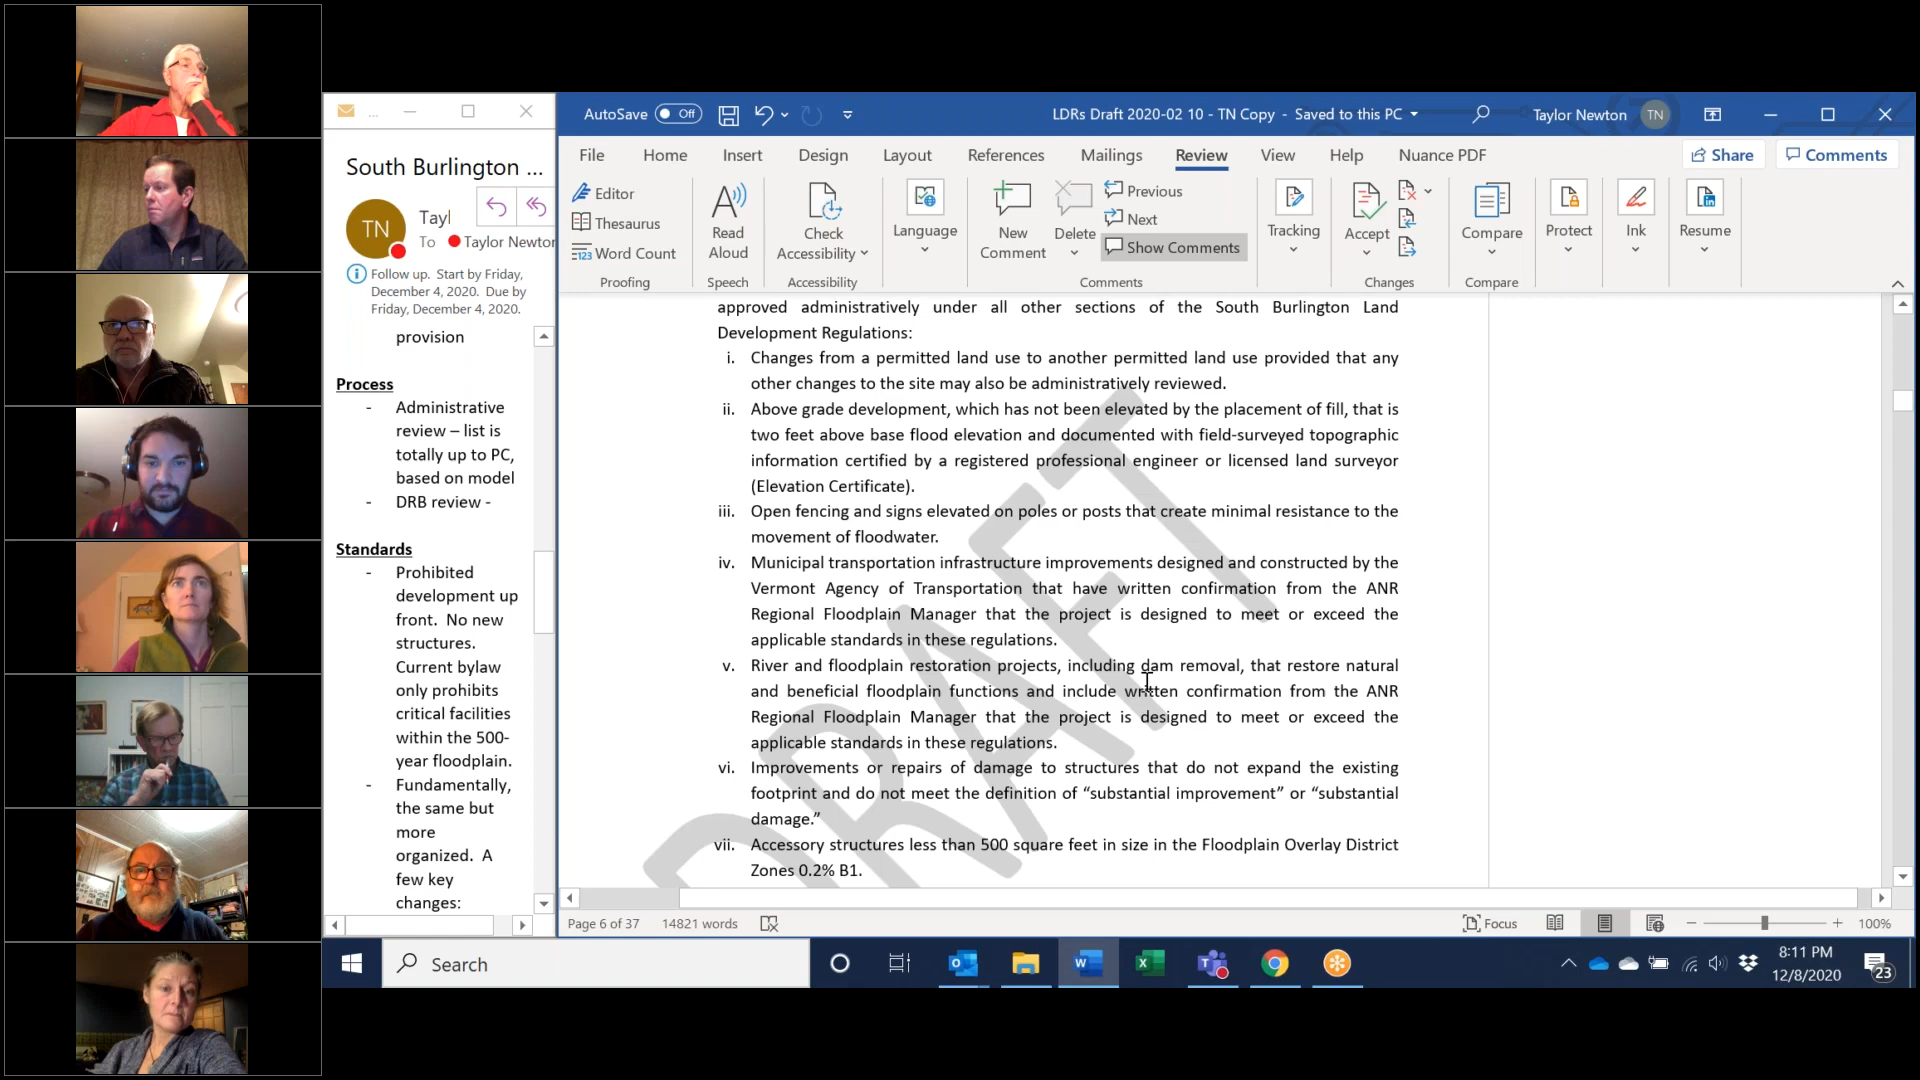 South Burlington ...
TN
Tayl
To Taylor Newton
Follow up. Start by Friday,
December 4, 2020. Due by
Friday, December 4, 2020.
provision
Process
- Administrative
review – list is
totally up to PC,
based on model
- DRB review -
Standards
- Prohibited
development up
front. No new
structures.
Current bylaw
only prohibits
critical facilities
within the 500-
year floodplain.
- Fundamentally,
the same but
more
organized. A
few key
changes:
AutoSave Off
LDRs Draft 2020-02 10 - TN Copy - Saved to this PC
Taylor Newton TN
File Home Insert Design Layout References Mailings Review View Help Nuance PDF Share Comments
Editor
Thesaurus
123 Word Count
Proofing
Read
Aloud
Speech
Check
Accessibility
Accessibility
Language
New
Comment
Delete
Previous
Next
Show Comments
Comments
Tracking
Accept
Changes
Compare
Compare
Protect
Ink
Resume
approved administratively under all other sections of the South Burlington Land
Development Regulations:
i. Changes from a permitted land use to another permitted land use provided that any
other changes to the site may also be administratively reviewed.
ii. Above grade development, which has not been elevated by the placement of fill, that is
two feet above base flood elevation and documented with field-surveyed topographic
information certified by a registered professional engineer or licensed land surveyor
(Elevation Certificate).
iii. Open fencing and signs elevated on poles or posts that create minimal resistance to the
movement of floodwater.
iv. Municipal transportation infrastructure improvements designed and constructed by the
Vermont Agency of Transportation that have written confirmation from the ANR
Regional Floodplain Manager that the project is designed to meet or exceed the
applicable standards in these regulations.
v. River and floodplain restoration projects, including dam removal, that restore natural
and beneficial floodplain functions and include written confirmation from the ANR
Regional Floodplain Manager that the project is designed to meet or exceed the
applicable standards in these regulations.
vi. Improvements or repairs of damage to structures that do not expand the existing
footprint and do not meet the definition of “substantial improvement” or “substantial
damage.”
vii. Accessory structures less than 500 square feet in size in the Floodplain Overlay District
Zones 0.2% B1.
DRAFT
Page 6 of 37 14821 words
Focus
100%
Search
8:11 PM
12/8/2020
23